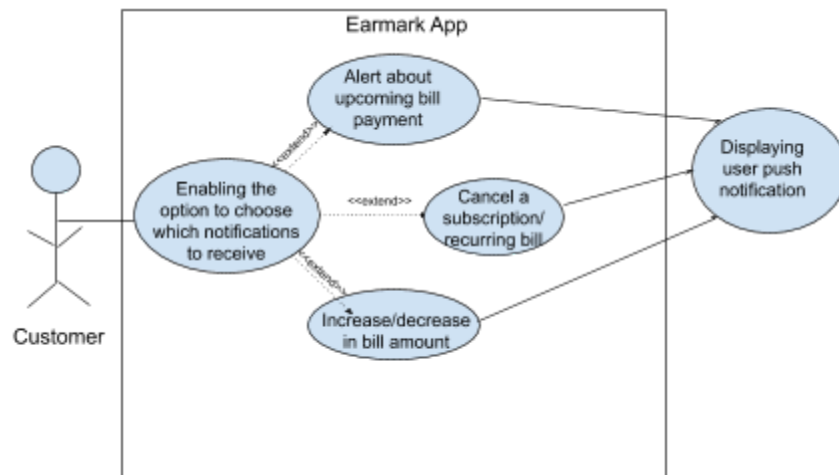 Earmark App
Alert about
upcoming bill
payment
<<extend>>
Displaying
user push
notification
Enabling the
option to choose
which notifications
to receive
<<extend>>
Cancel a
subscription/
recurring bill
<<extend>>
Increase/decrease
in bill amount
Customer